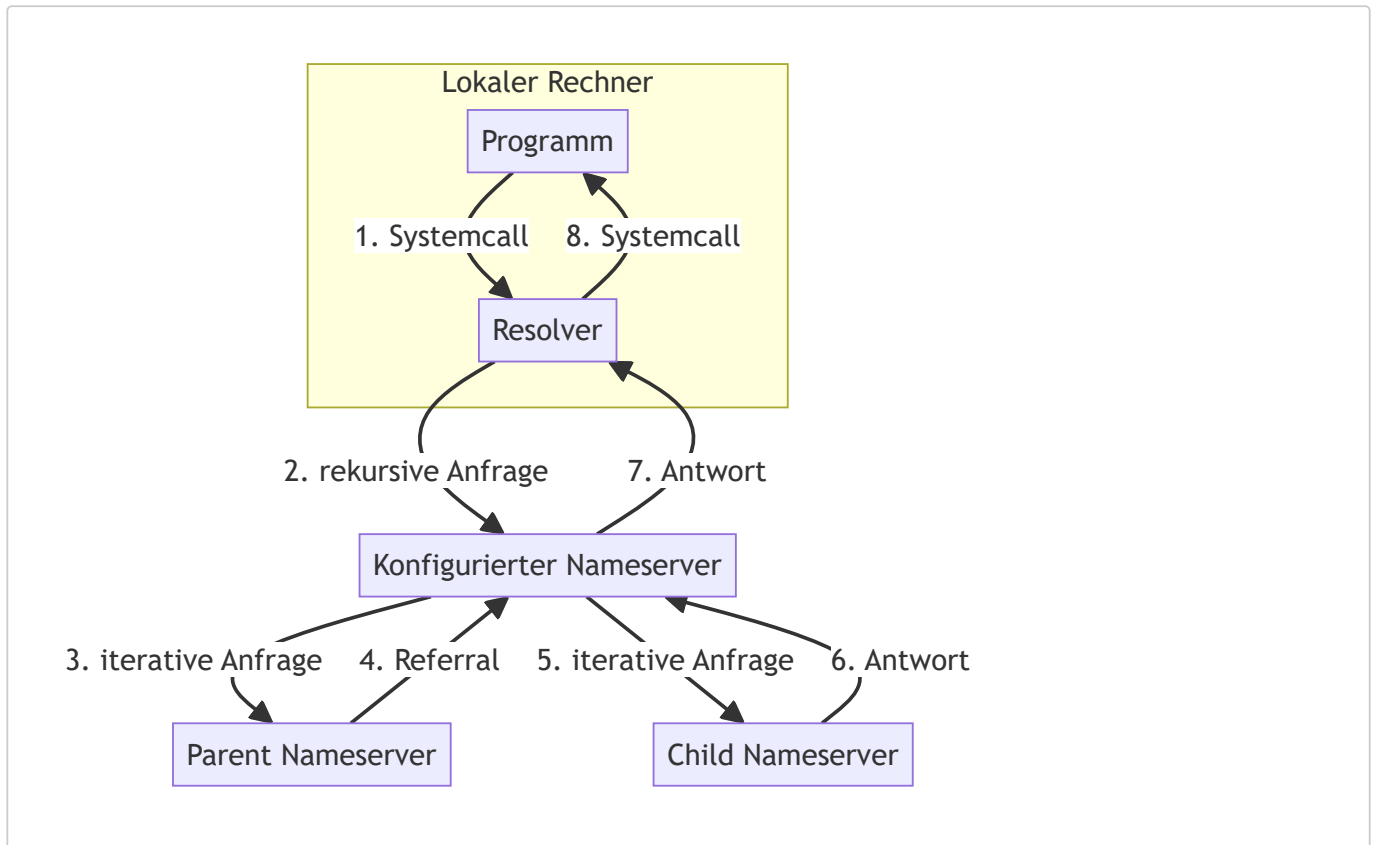 Lokaler Rechner
Programm
1. Systemcall
8. Systemcall
Resolver
2. rekursive Anfrage
7. Antwort
Konfigurierter Nameserver
3. iterative Anfrage
4. Referral
5. iterative Anfrage
6. Antwort
Parent Nameserver
Child Nameserver